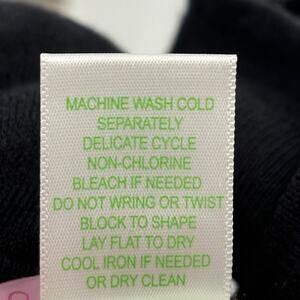 MACHINE WASH COLD
SEPARATELY
DELICATE CYCLE
NON-CHLORINE
BLEACH IF NEEDED
DO NOT WRING OR TWIST
BLOCK TO SHAPE
LAY FLAT TO DRY
COOL IRON IF NEEDED
OR DRY CLEAN